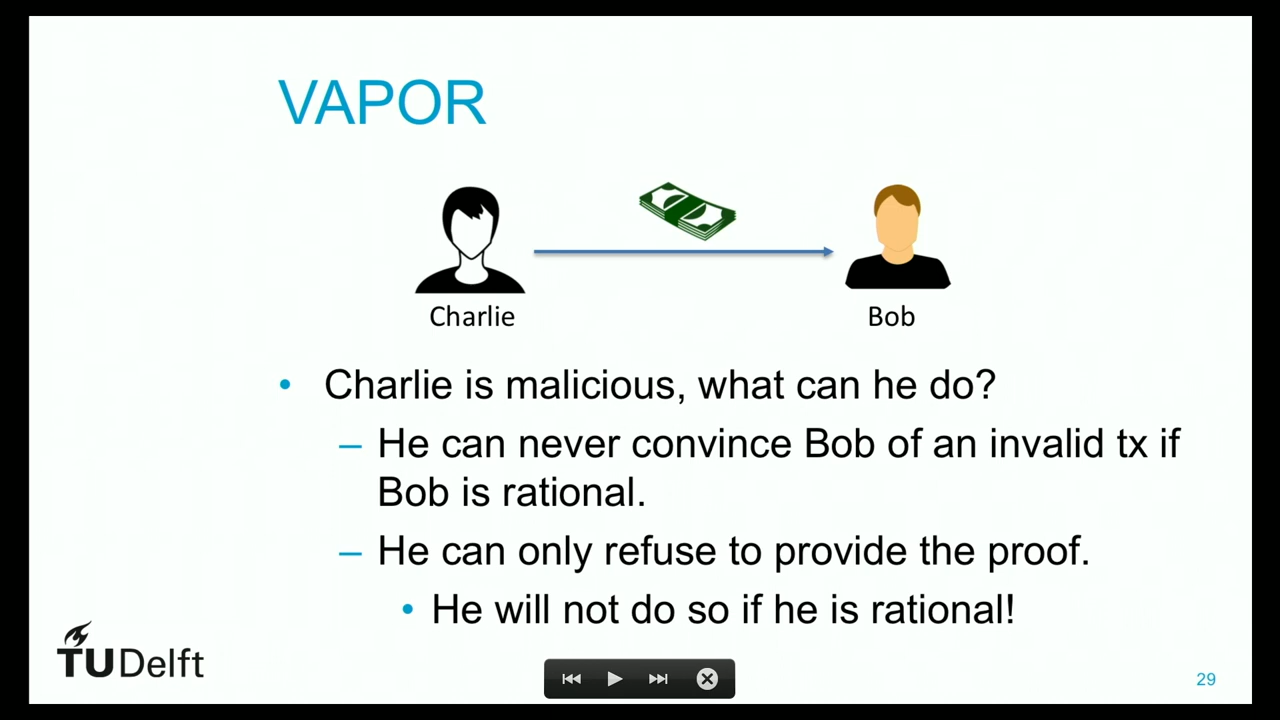 VAPOR
Charlie
Bob
• Charlie is malicious, what can he do?
– He can never convince Bob of an invalid tx if
Bob is rational.
– He can only refuse to provide the proof.
• He will not do so if he is rational!
TUDelft
29